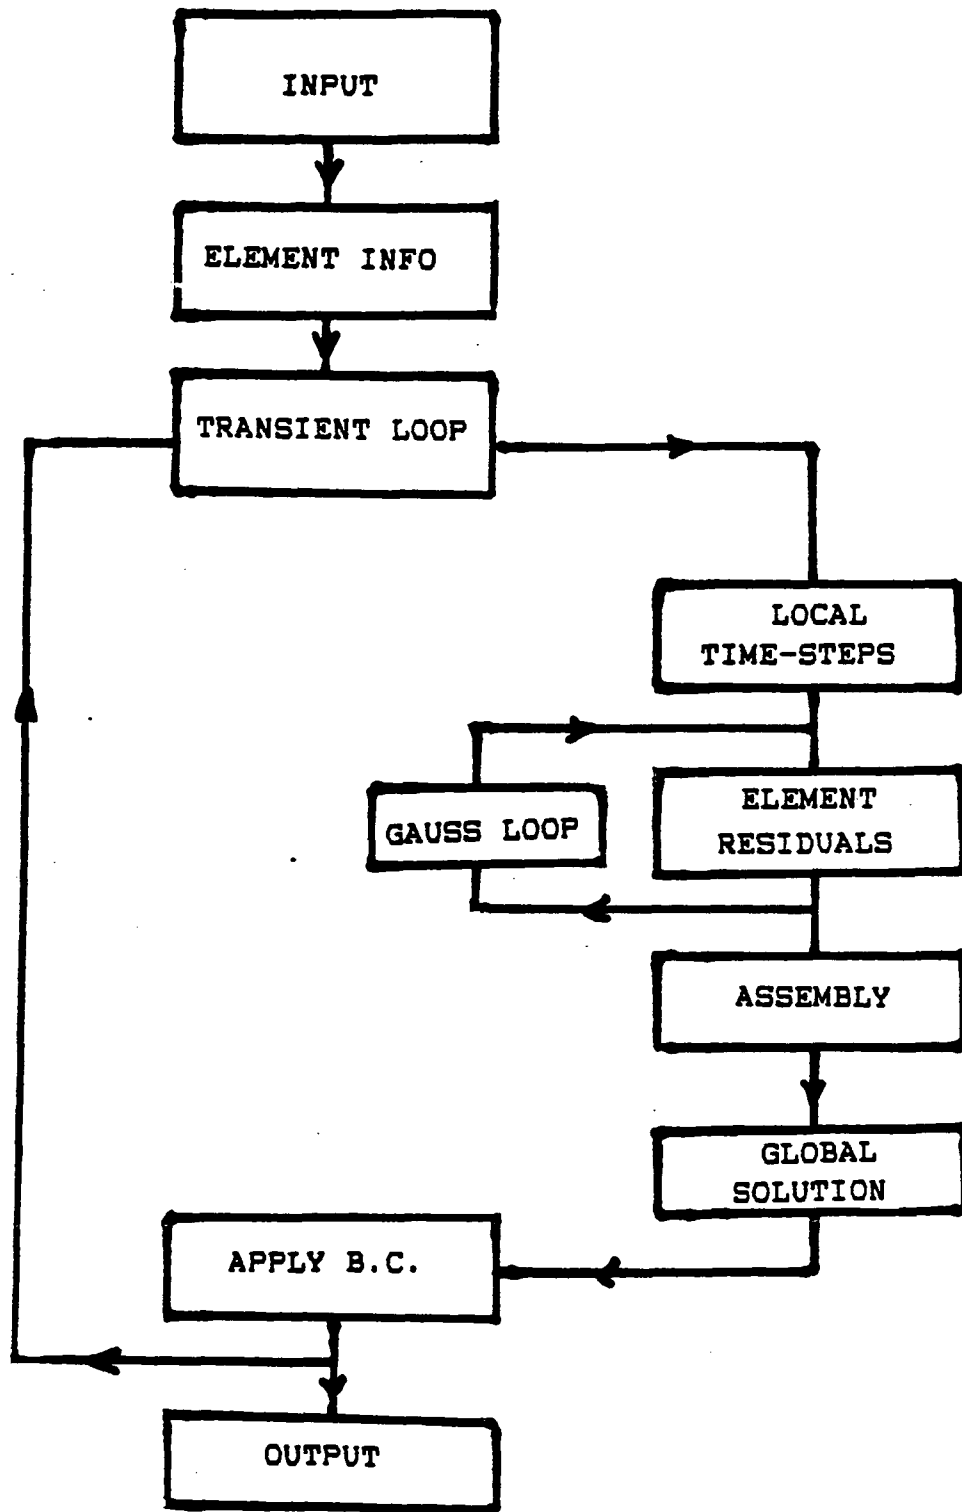 INPUT
ELEMENT INFO
TRANSIENT LOOP
LOCAL
TIME-STEPS
ELEMENT
RESIDUALS
GAUSS LOOP
ASSEMBLY
GLOBAL
SOLUTION
APPLY B.C.
OUTPUT